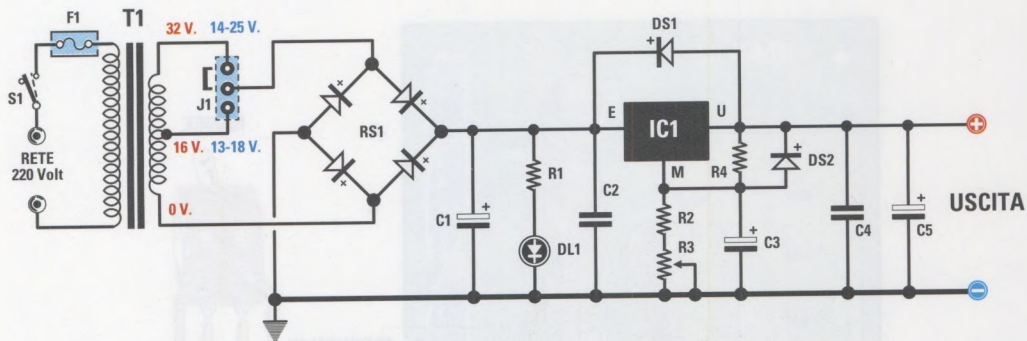 F1
T1
32 V. 14-25 V.
S1
J1
RETE
220 Volt
16 V. 13-18 V.
0 V.
RS1
DS1
E
IC1
U
M
R1
C1
+
DL1
C2
R2
R3
R4
DS2
C3
+
C4
C5
+
USCITA
+
-